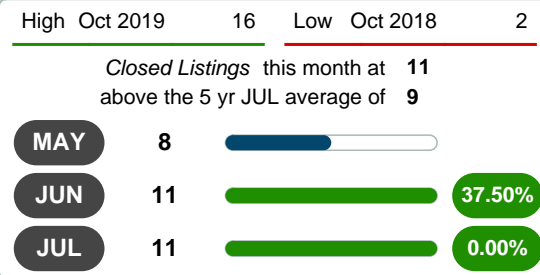 High Oct 2019 16 Low Oct 2018 2
Closed Listings this month at 11
above the 5 yr JUL average of 9
MAY 8
JUN 11 37.50%
JUL 11 0.00%